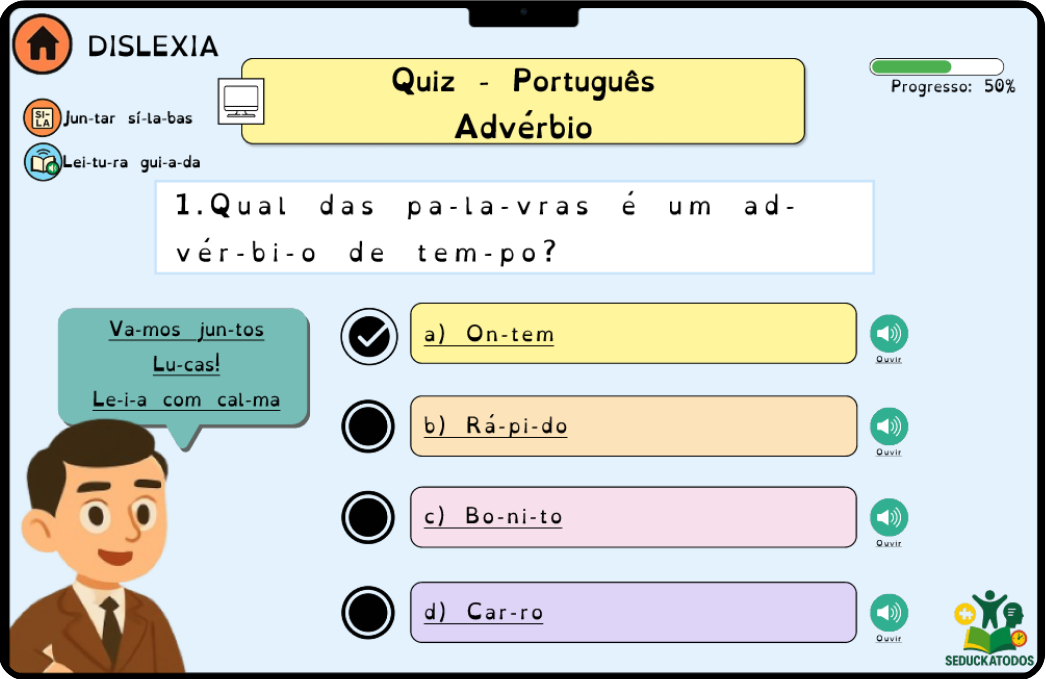 DISLEXIA
Quiz - Português
Advérbio
Progresso: 50%
SI-
LA
Jun-tar sí-la-bas
Lei-tu-ra gui-a-da
1.Qual das pa-la-vras é um ad-
vér-bi-o de tem-po?
Va-mos jun-tos
Lu-cas!
Le-i-a com cal-ma
a) On-tem
Ouvir
b) Rá-pi-do
Ouvir
c) Bo-ni-to
Ouvir
d) Car-ro
Ouvir
SEDUCKATODOS